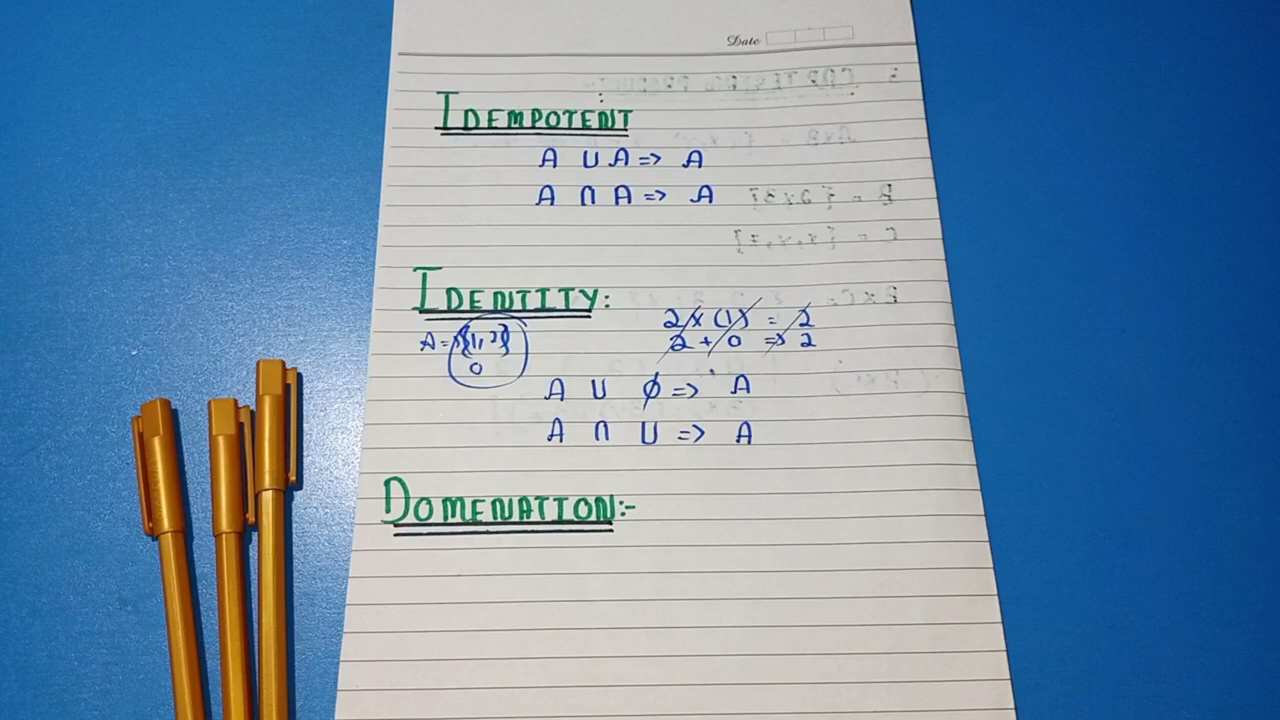 Date
IDEMPOTENT
A U A => A
A ∩ A => A
IDENTITY:
2 x (1) = 2
A = {1, 2}
2 + 0 => 2
0
A U ϕ => A
A ∩ U => A
DOMENATION:-